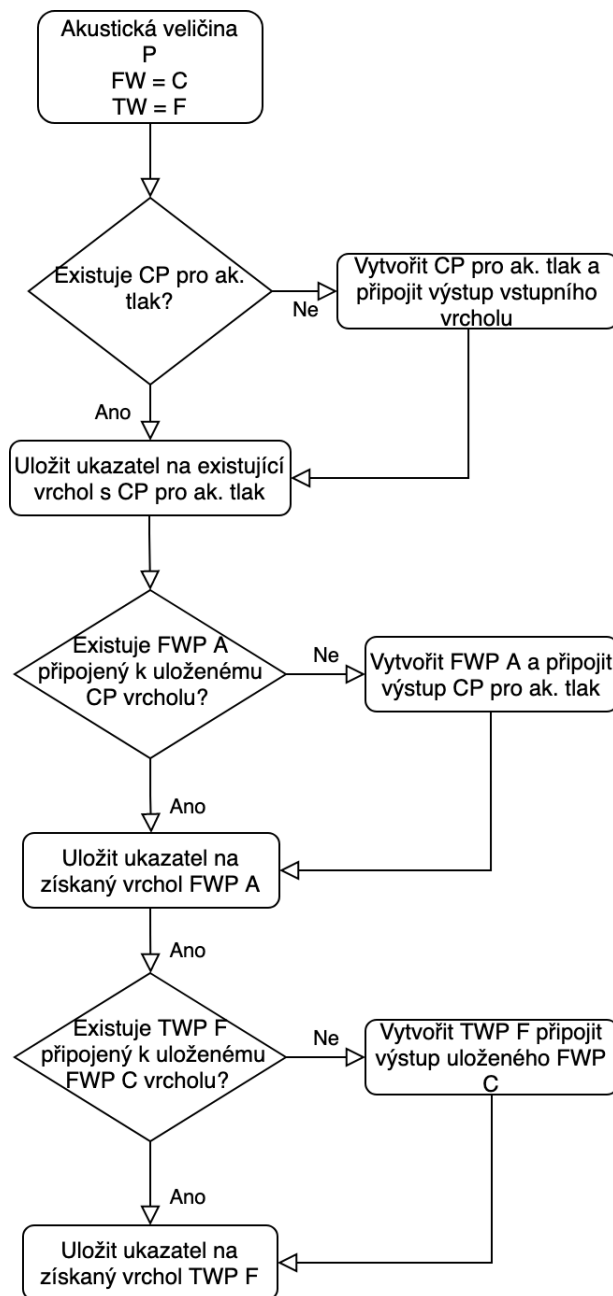 Akustická veličina
P
FW = C
TW = F
Existuje CP pro ak.
tlak?
Ne
Vytvořit CP pro ak. tlak a
připojit výstup vstupního
vrcholu
Ano
Uložit ukazatel na existující
vrchol s CP pro ak. tlak
Existuje FWP A
připojený k uloženému
CP vrcholu?
Ne
Vytvořit FWP A a připojit
výstup CP pro ak. tlak
Ano
Uložit ukazatel na
získaný vrchol FWP A
Ano
Existuje TWP F
připojený k uloženému
FWP C vrcholu?
Ne
Vytvořit TWP F připojit
výstup uloženého FWP
C
Ano
Uložit ukazatel na
získaný vrchol TWP F